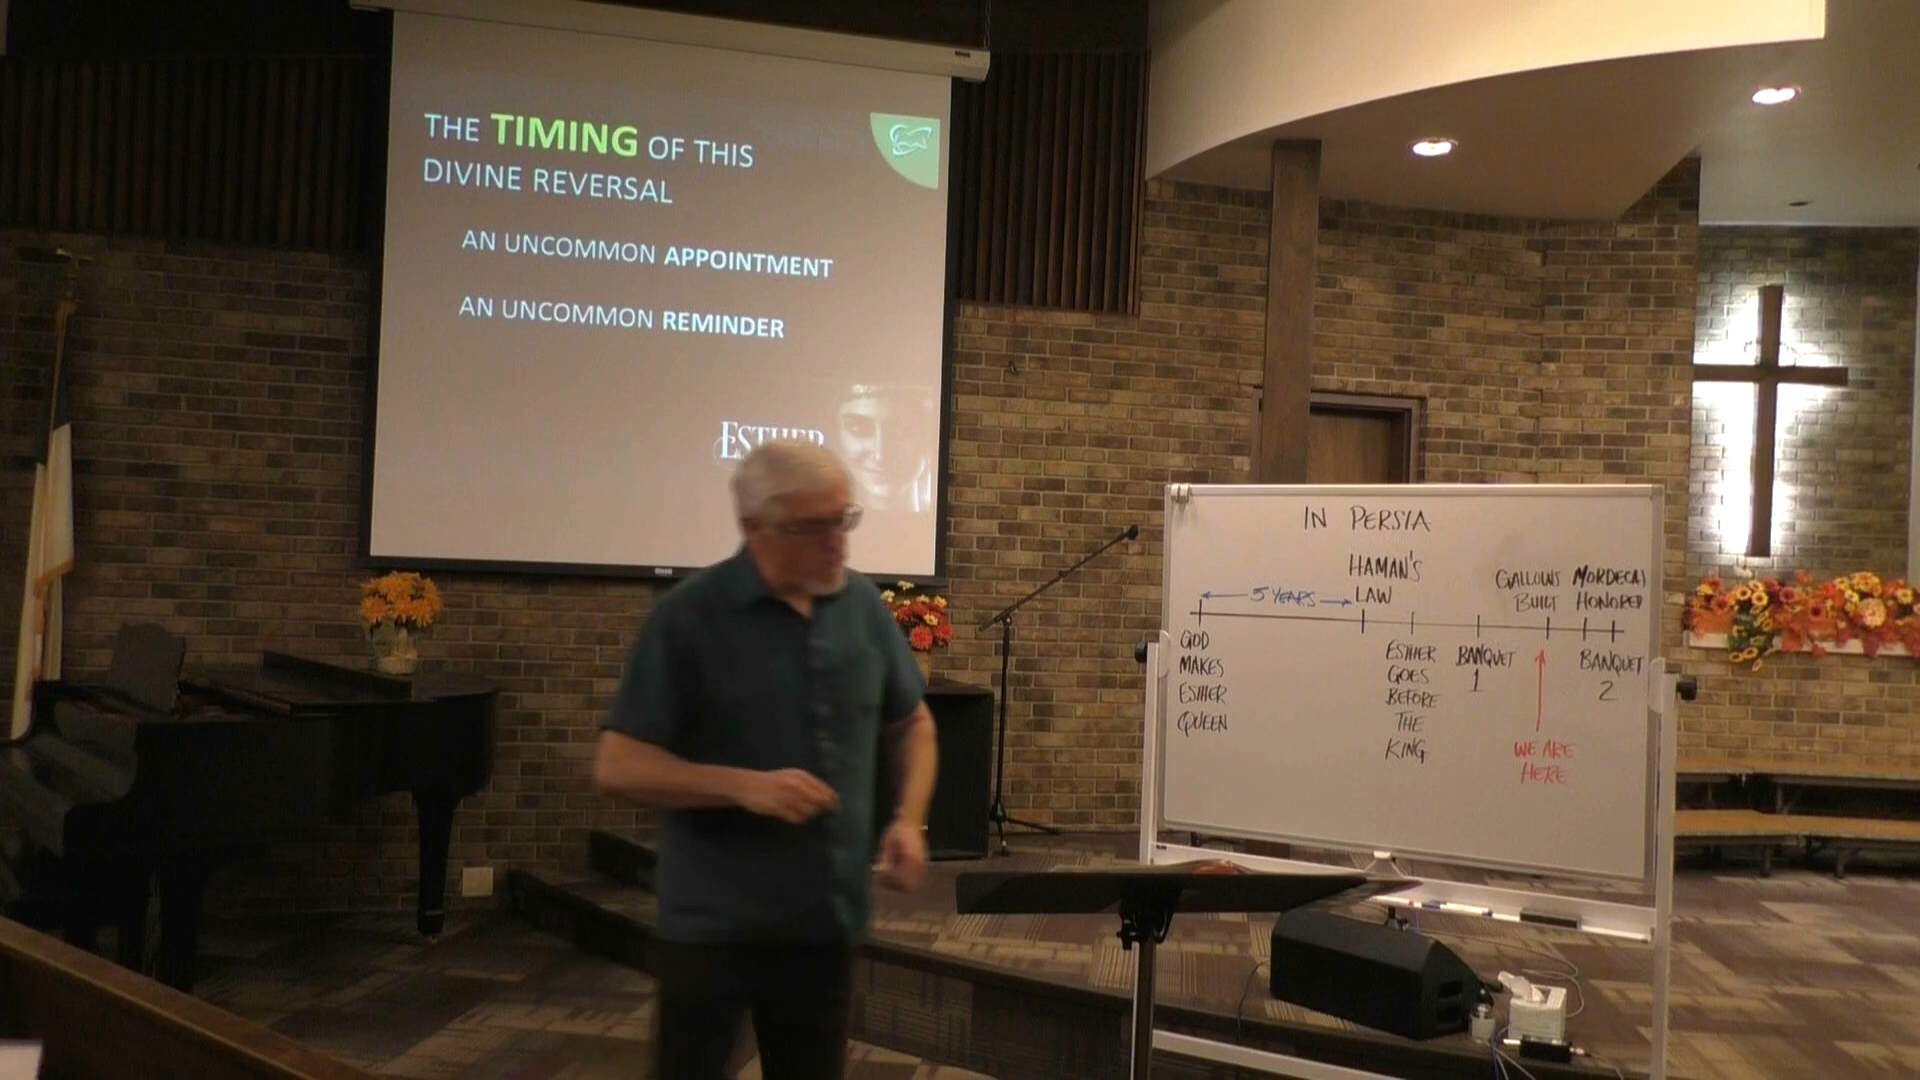 THE TIMING OF THIS
DIVINE REVERSAL
AN UNCOMMON APPOINTMENT
AN UNCOMMON REMINDER
ESTHER
IN PERSIA
HAMAN'S
LAW
5 YEARS
GALLOWS
BUILT
MORDECAI
HONORED
GOD
MAKES
ESTHER
QUEEN
ESTHER
GOES
BEFORE
THE
KING
BANQUET
1
BANQUET
2
WE ARE
HERE